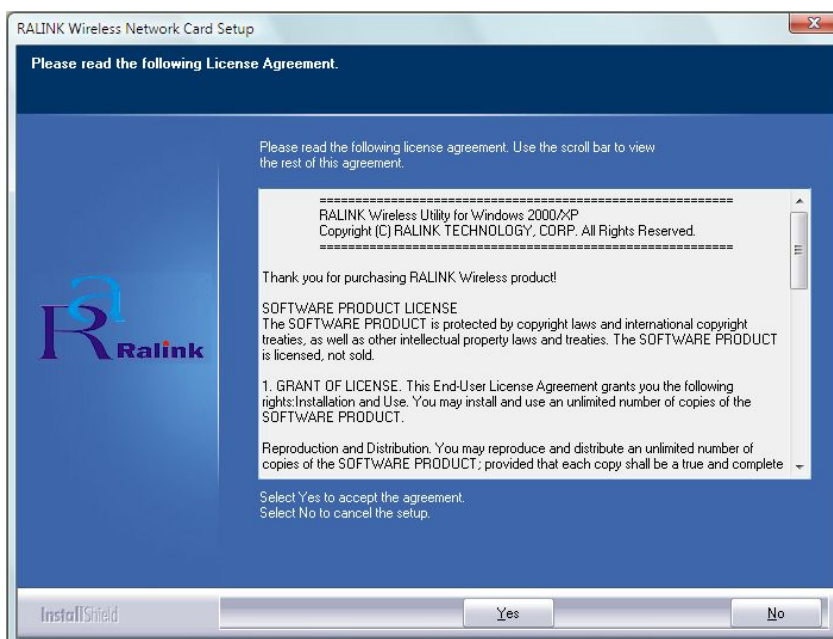 RALINK Wireless Network Card Setup
Please read the following License Agreement.
Please read the following license agreement. Use the scroll bar to view
the rest of this agreement.
============================================================
RALINK Wireless Utility for Windows 2000/XP
Copyright (C) RALINK TECHNOLOGY, CORP. All Rights Reserved.
============================================================
Thank you for purchasing RALINK Wireless product!
SOFTWARE PRODUCT LICENSE
The SOFTWARE PRODUCT is protected by copyright laws and international copyright
treaties, as well as other intellectual property laws and treaties. The SOFTWARE PRODUCT
is licensed, not sold.
1. GRANT OF LICENSE. This End-User License Agreement grants you the following
rights:Installation and Use. You may install and use an unlimited number of copies of the
SOFTWARE PRODUCT.
Reproduction and Distribution. You may reproduce and distribute an unlimited number of
copies of the SOFTWARE PRODUCT; provided that each copy shall be a true and complete
Ra Ralink
Select Yes to accept the agreement.
Select No to cancel the setup.
InstallShield
Yes
No